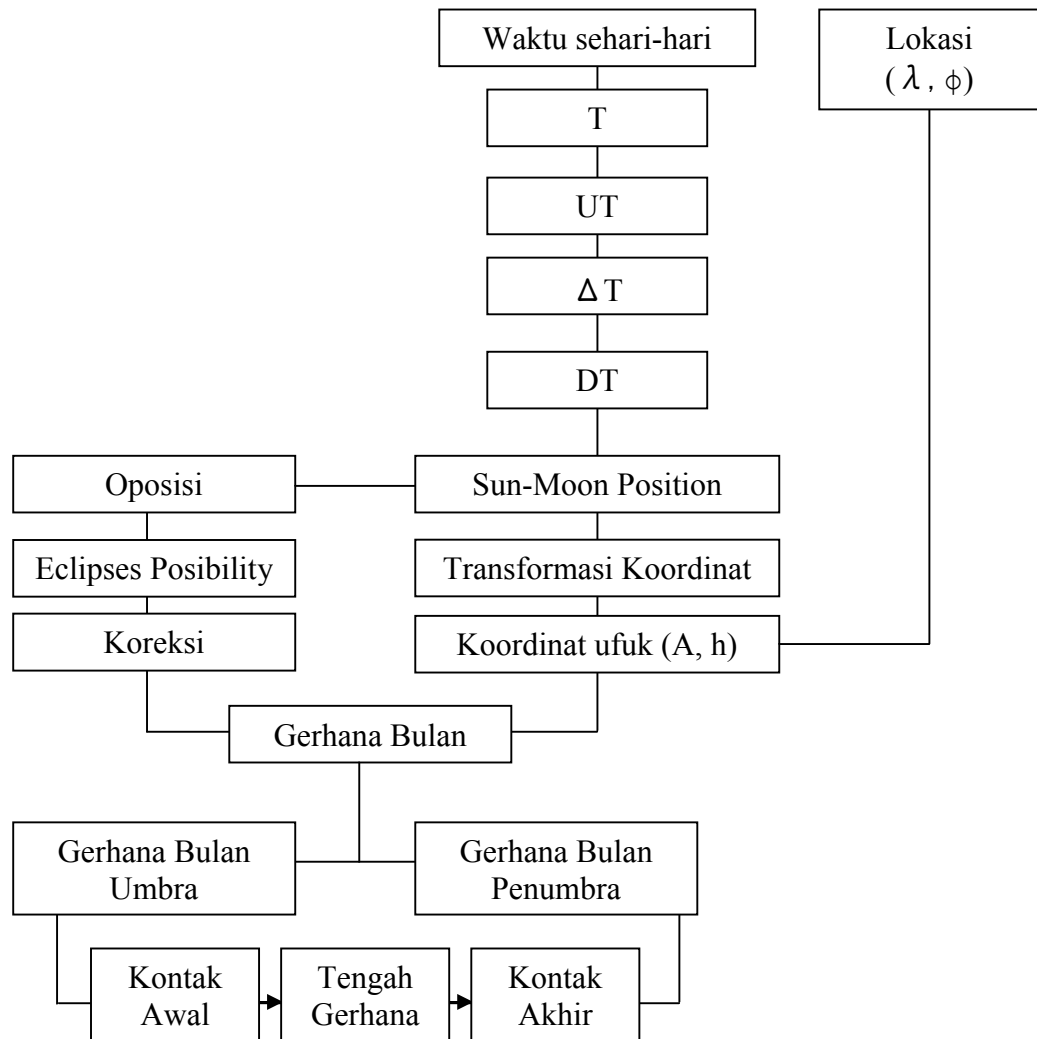 Waktu sehari-hari
Lokasi
( λ , ϕ)
T
UT
Δ T
DT
Oposisi
Sun-Moon Position
Eclipses Posibility
Transformasi Koordinat
Koreksi
Koordinat ufuk (A, h)
Gerhana Bulan
Gerhana Bulan
Umbra
Gerhana Bulan
Penumbra
Kontak
Awal
Tengah
Gerhana
Kontak
Akhir